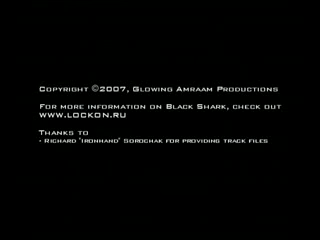 Copyright ©2007, Glowing Amraam Productions
For more information on Black Shark, check out
www.lockon.ru
Thanks to
- Richard 'Ironhand' Sorochak for providing track files